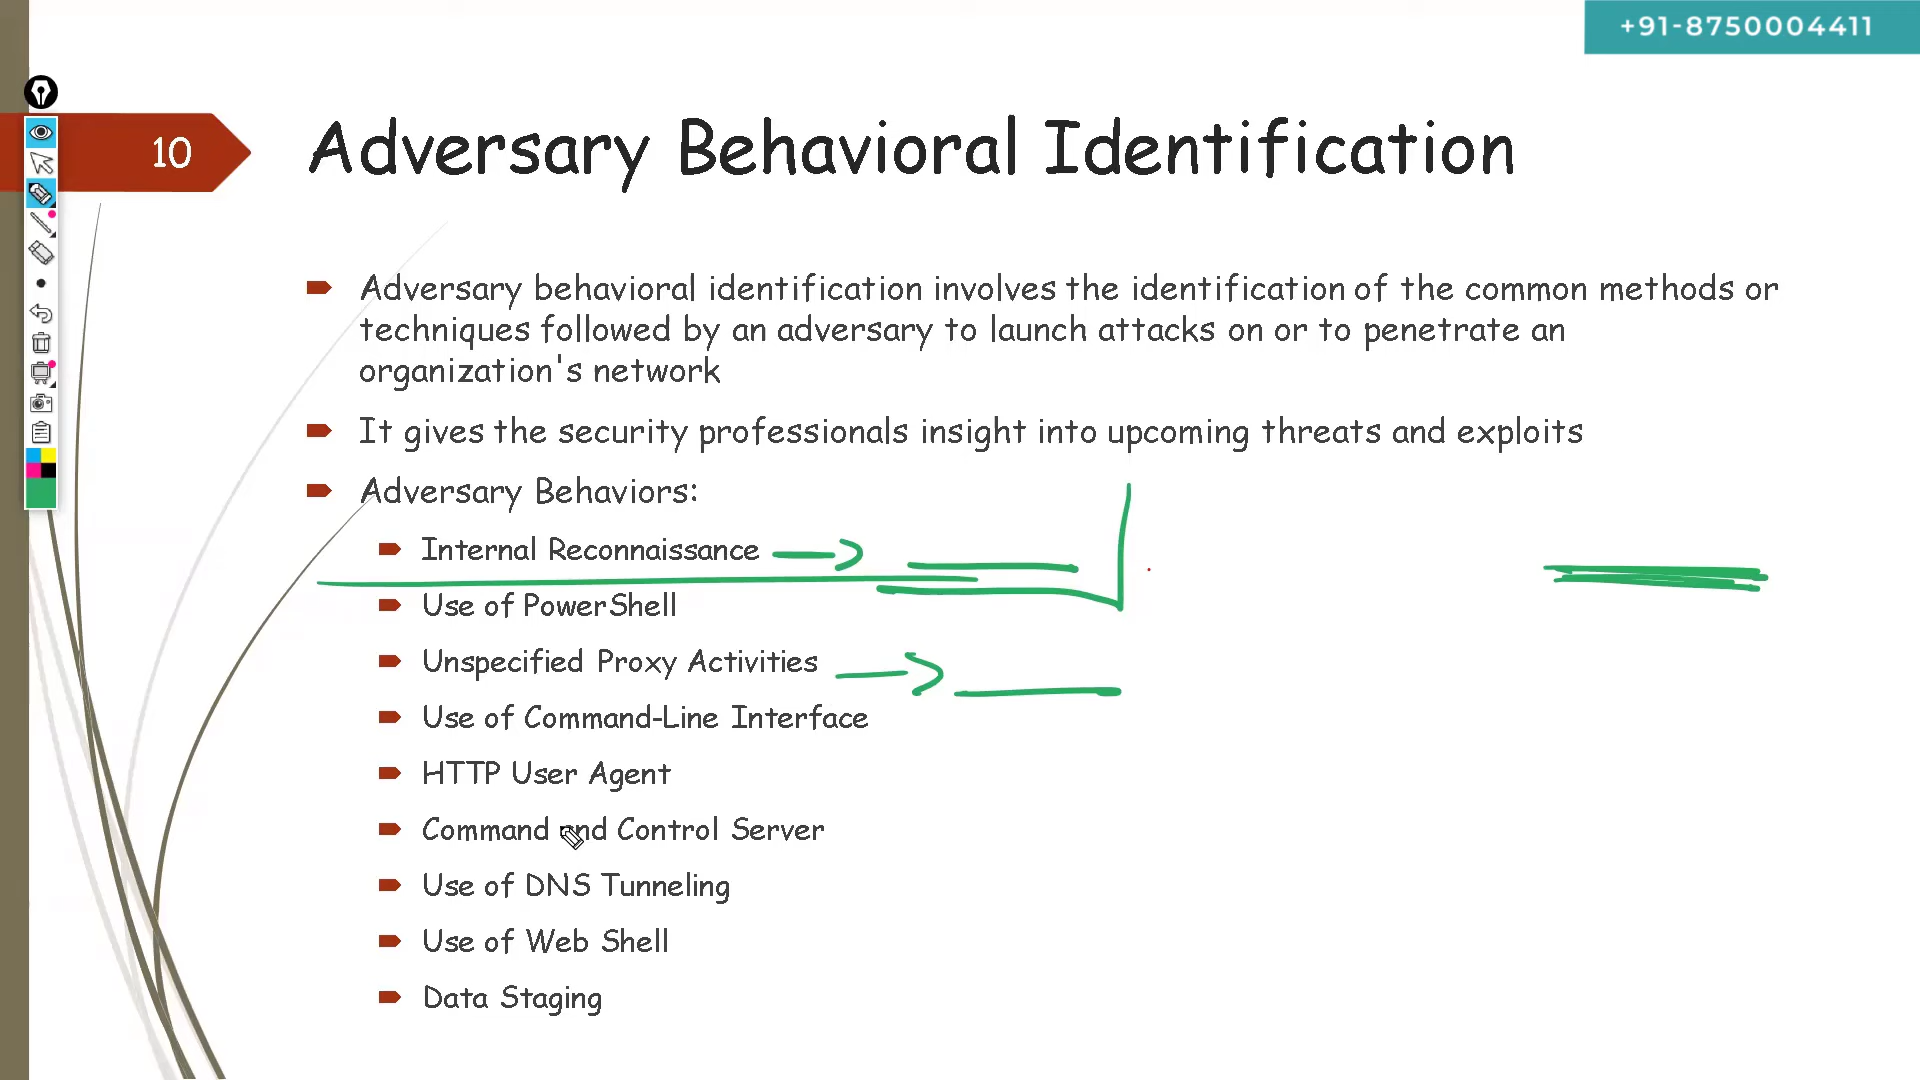 +91-8750004411
10
Adversary Behavioral Identification
Adversary behavioral identification involves the identification of the common methods or
techniques followed by an adversary to launch attacks on or to penetrate an
organization's network
It gives the security professionals insight into upcoming threats and exploits
Adversary Behaviors:
Internal Reconnaissance
Use of PowerShell
Unspecified Proxy Activities
Use of Command-Line Interface
HTTP User Agent
Command and Control Server
Use of DNS Tunneling
Use of Web Shell
Data Staging